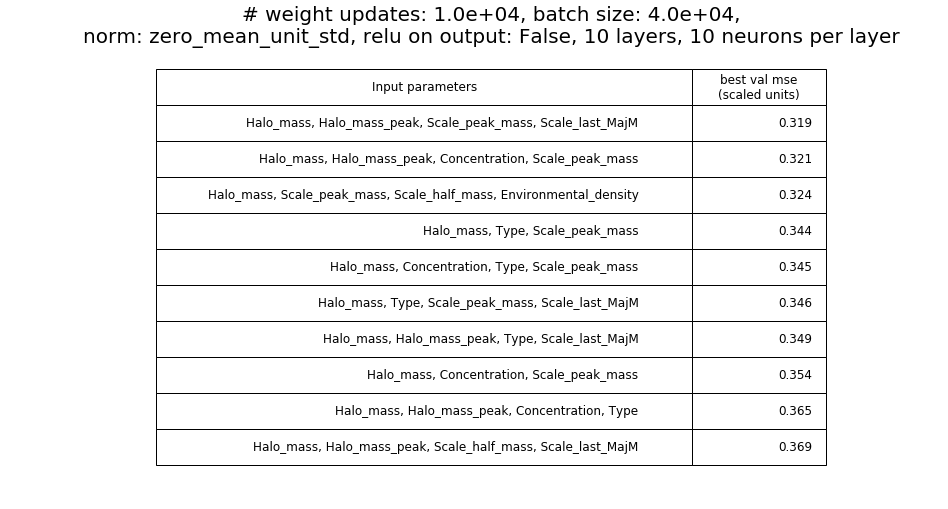 # weight updates: 1.0e+04, batch size: 4.0e+04,
norm: zero_mean_unit_std, relu on output: False, 10 layers, 10 neurons per layer
Input parameters best val mse
(scaled units)
Halo_mass, Halo_mass_peak, Scale_peak_mass, Scale_last_MajM 0.319
Halo_mass, Halo_mass_peak, Concentration, Scale_peak_mass 0.321
Halo_mass, Scale_peak_mass, Scale_half_mass, Environmental_density 0.324
Halo_mass, Type, Scale_peak_mass 0.344
Halo_mass, Concentration, Type, Scale_peak_mass 0.345
Halo_mass, Type, Scale_peak_mass, Scale_last_MajM 0.346
Halo_mass, Halo_mass_peak, Type, Scale_last_MajM 0.349
Halo_mass, Concentration, Scale_peak_mass 0.354
Halo_mass, Halo_mass_peak, Concentration, Type 0.365
Halo_mass, Halo_mass_peak, Scale_half_mass, Scale_last_MajM 0.369